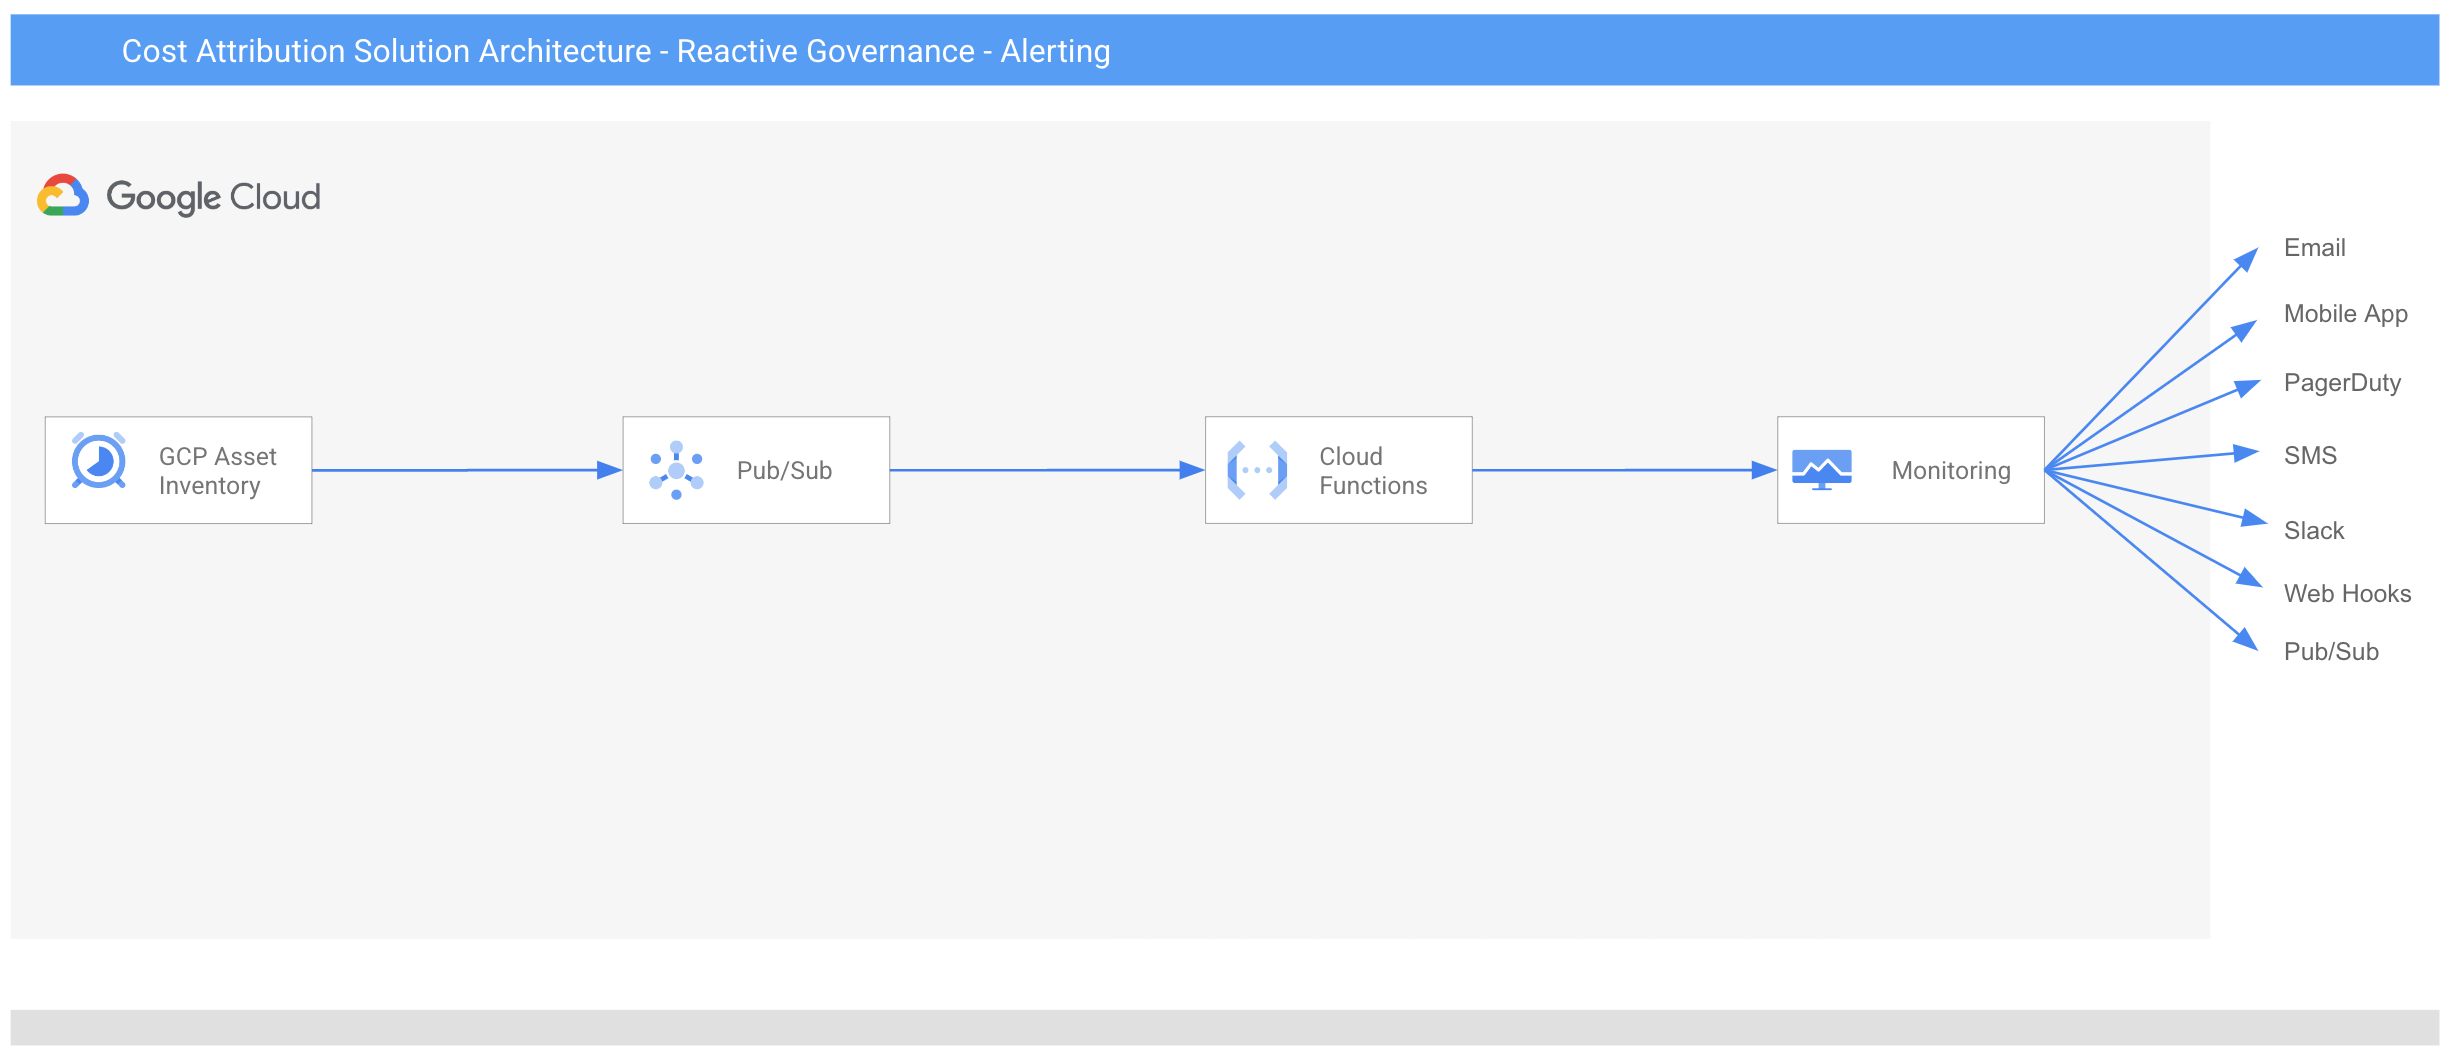 Cost Attribution Solution Architecture - Reactive Governance - Alerting
Google Cloud
GCP Asset
Inventory
Pub/Sub
Cloud
Functions
Monitoring
Email
Mobile App
PagerDuty
SMS
Slack
Web Hooks
Pub/Sub